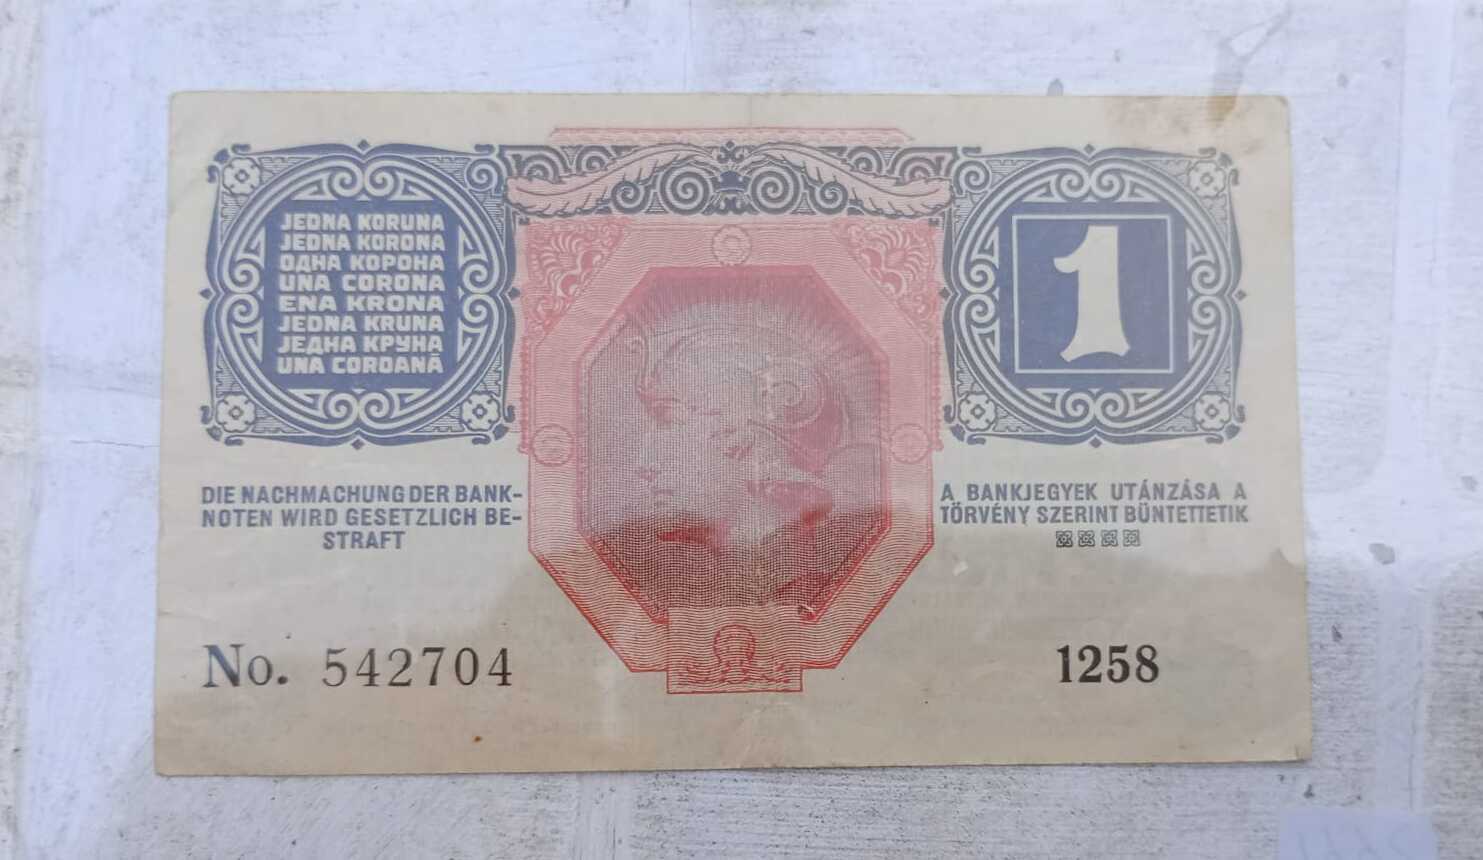 JEDNA KORUNA
JEDNA KORONA
ОДНА КОРОНА
UNA CORONA
ENA KRONA
JEDNA KRUNA
ЈЕДНА КРУНА
UNA COROANĂ
1
DIE NACHMACHUNG DER BANK-
NOTEN WIRD GESETZLICH BE-
STRAFT
A BANKJEGYEK UTÁNZÁSA A
TÖRVÉNY SZERINT BÜNTETTETIK
No. 542704
1258